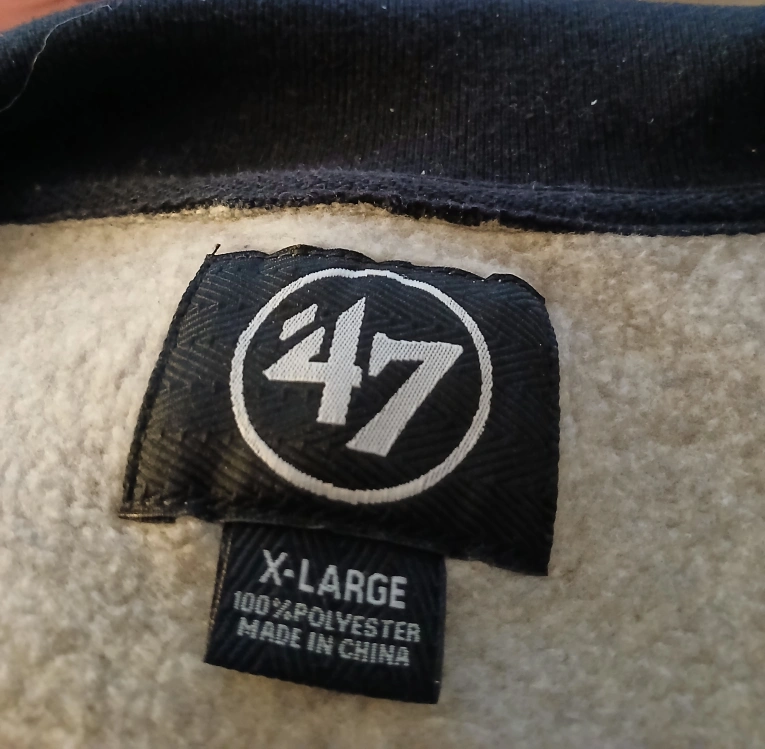 '47
X-LARGE
100%POLYESTER
MADE IN CHINA